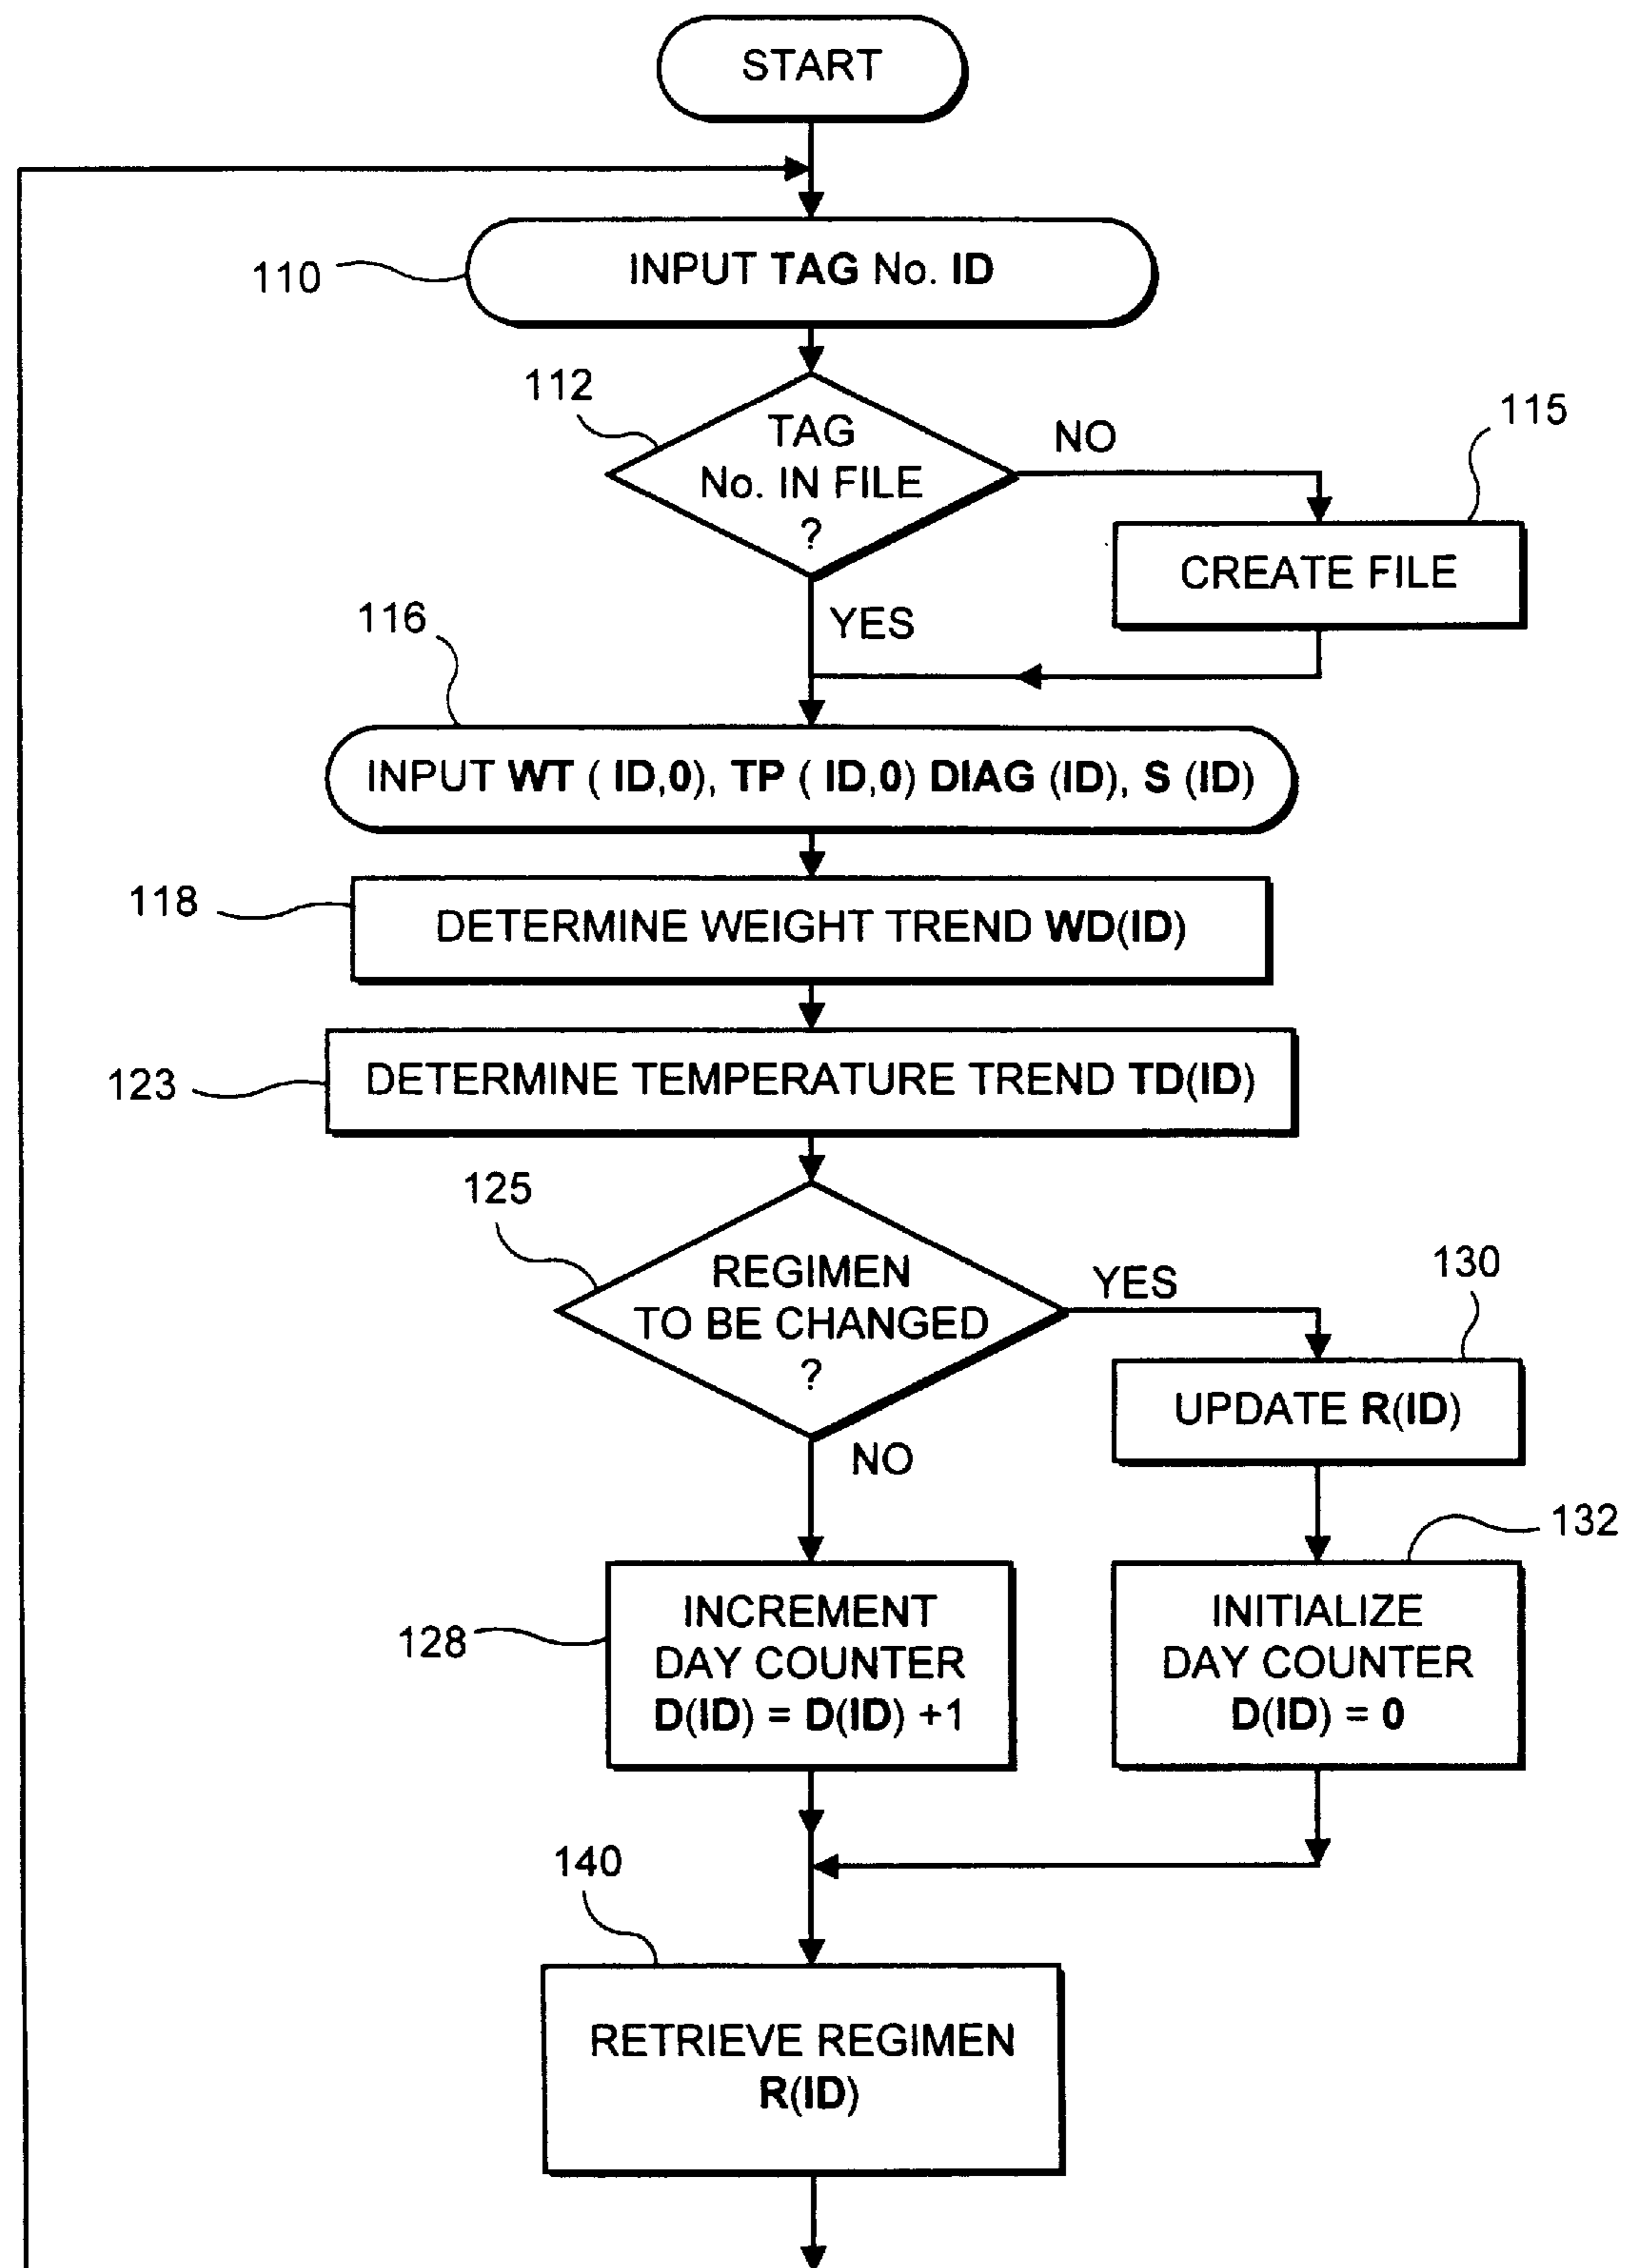 START
110
INPUT TAG No. ID
112
TAG
No. IN FILE
?
NO
115
CREATE FILE
YES
116
INPUT WT ( ID,0), TP ( ID,0) DIAG (ID), S (ID)
118
DETERMINE WEIGHT TREND WD(ID)
123
DETERMINE TEMPERATURE TREND TD(ID)
125
REGIMEN
TO BE CHANGED
?
YES
130
UPDATE R(ID)
NO
132
128
INCREMENT
DAY COUNTER
D(ID) = D(ID) +1
INITIALIZE
DAY COUNTER
D(ID) = 0
140
RETRIEVE REGIMEN
R(ID)